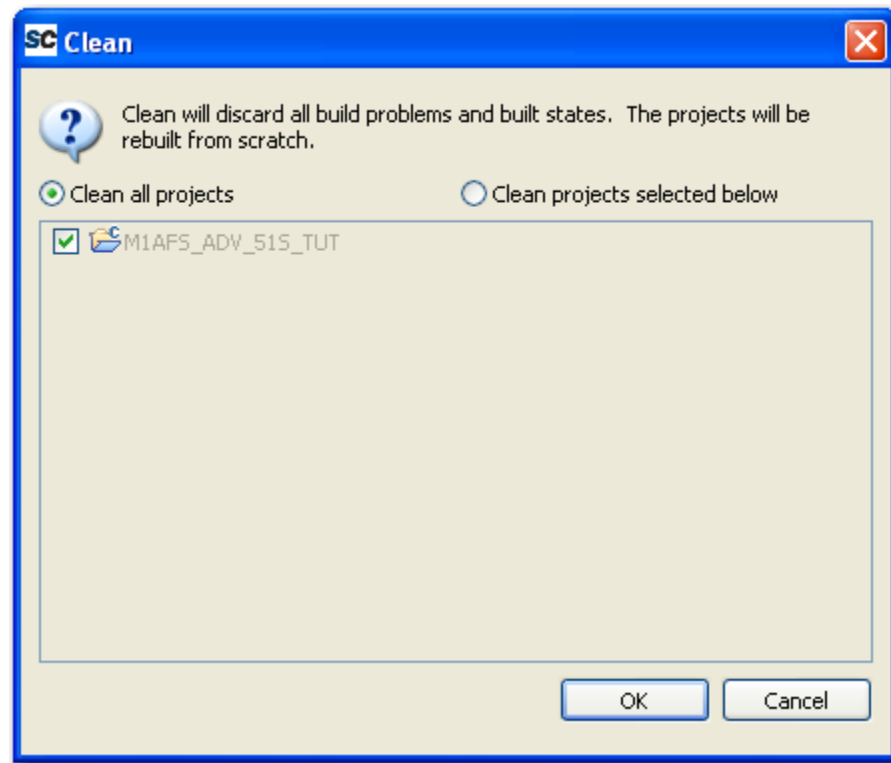 SC Clean
Clean will discard all build problems and built states.  The projects will be
rebuilt from scratch.
Clean all projects
Clean projects selected below
C M1AFS_ADV_51S_TUT
OK
Cancel